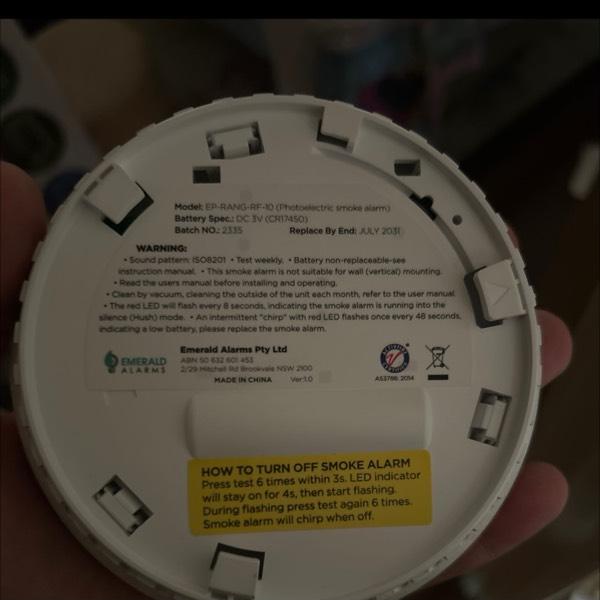 Model: EP-RANG-RF-10 (Photoelectric smoke alarm)
Battery Spec.: DC 3V (CR17450)
Batch NO.: 2335 Replace By End: JULY 2031
WARNING:
• Sound pattern: ISO8201 • Test weekly. • Battery non-replaceable-see
instruction manual. • This smoke alarm is not suitable for wall (vertical) mounting.
• Read the users manual before installing and operating.
• Clean by vacuum, cleaning the outside of the unit each month, refer to the user manual.
• The red LED will flash every 8 seconds, indicating the smoke alarm is running into the
silence (Hush) mode. • An intermittent "chirp" with red LED flashes once every 48 seconds,
indicating a low battery, please replace the smoke alarm.
EMERALD
ALARMS
Emerald Alarms Pty Ltd
ABN 50 632 601 453
2/29 Mitchell Rd Brookvale NSW 2100
MADE IN CHINA Ver:1.0
AS3786: 2014
HOW TO TURN OFF SMOKE ALARM
Press test 6 times within 3s. LED indicator
will stay on for 4s, then start flashing.
During flashing press test again 6 times.
Smoke alarm will chirp when off.